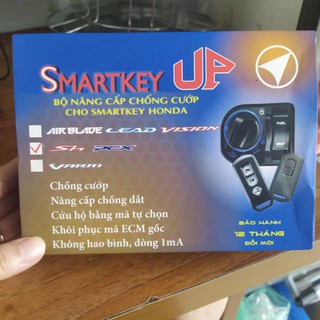 SMARTKEY UP
BỘ NÂNG CẤP CHỐNG CƯỚP
CHO SMARTKEY HONDA
AIR BLADE LEAD VISION
Sh PCX
VARIO
Chống cướp
Nâng cấp chống dắt
Cứu hộ bằng mã tự chọn
Khôi phục mã ECM gốc
Không hao bình, dòng 1mA
BẢO HÀNH
12 THÁNG
ĐỔI MỚI